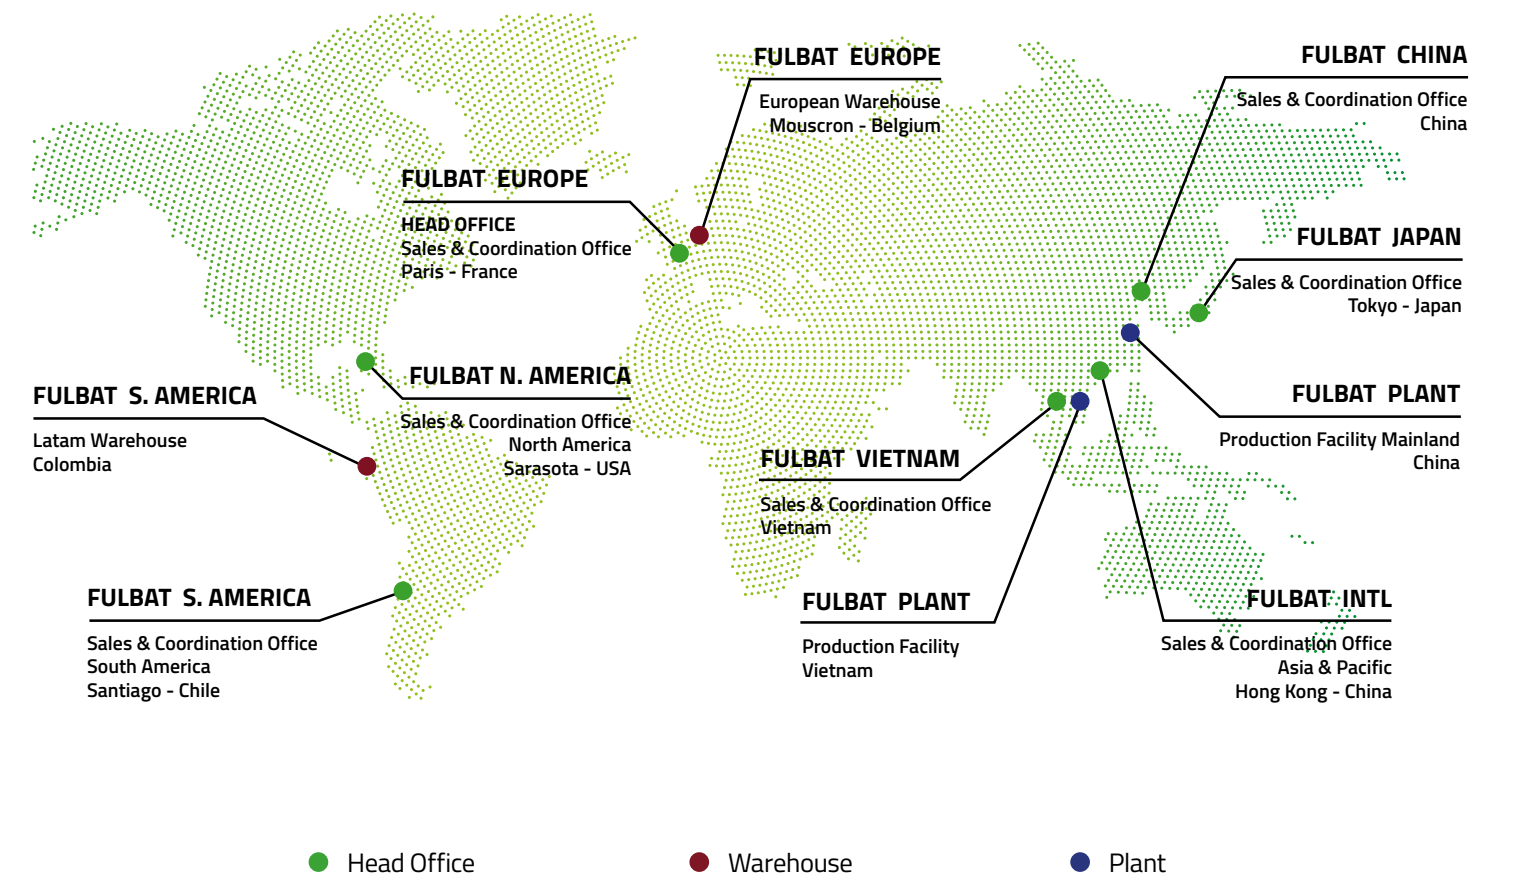 FULBAT EUROPE
European Warehouse
Mouscron - Belgium
FULBAT CHINA
Sales & Coordination Office
China
FULBAT EUROPE
HEAD OFFICE
Sales & Coordination Office
Paris - France
FULBAT JAPAN
Sales & Coordination Office
Tokyo - Japan
FULBAT N. AMERICA
Sales & Coordination Office
North America
Sarasota - USA
FULBAT S. AMERICA
Latam Warehouse
Colombia
FULBAT PLANT
Production Facility Mainland
China
FULBAT VIETNAM
Sales & Coordination Office
Vietnam
FULBAT S. AMERICA
Sales & Coordination Office
South America
Santiago - Chile
FULBAT PLANT
Production Facility
Vietnam
FULBAT INTL
Sales & Coordination Office
Asia & Pacific
Hong Kong - China
Head Office
Warehouse
Plant